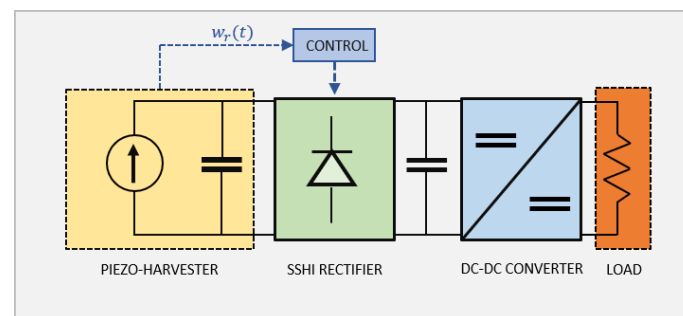 w_r(t)
CONTROL
PIEZO-HARVESTER
SSHI RECTIFIER
DC-DC CONVERTER
LOAD